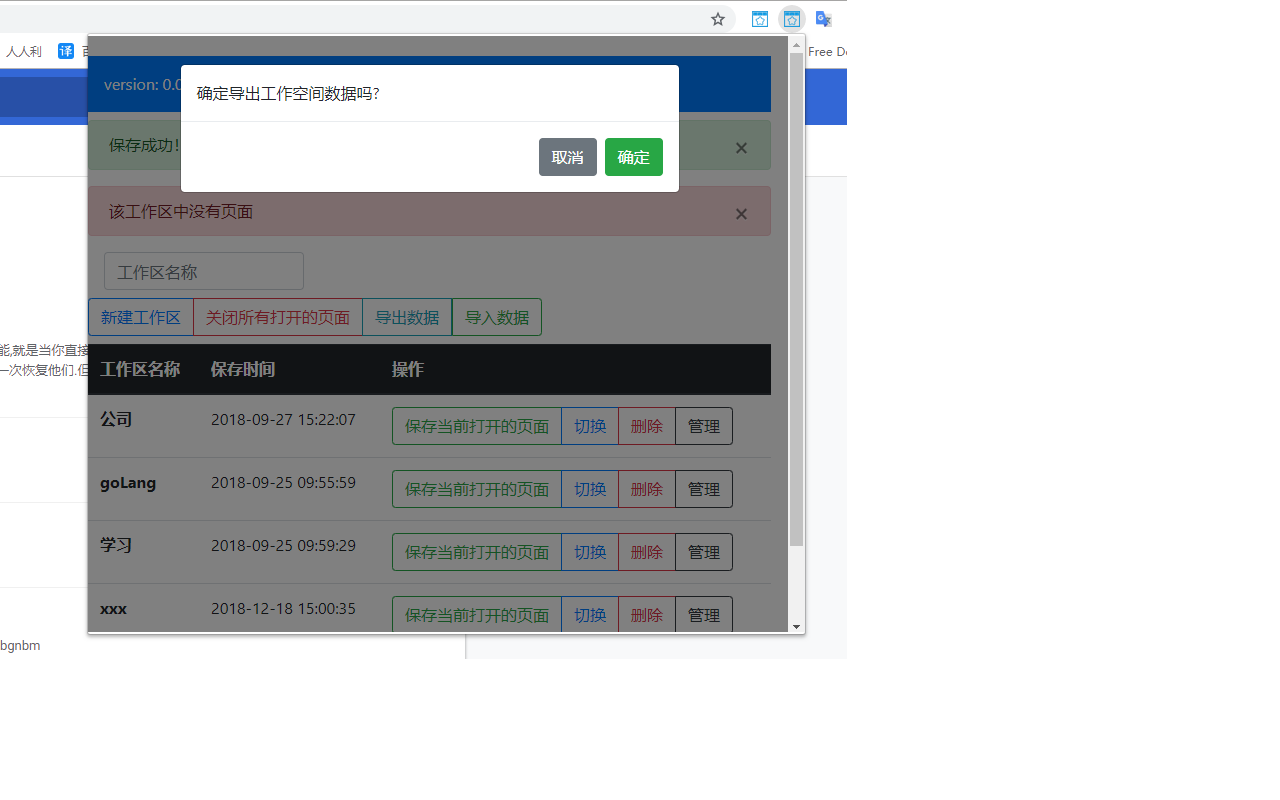 人人利 译 Free
version: 0.0
确定导出工作空间数据吗?
取消 确定
保存成功! ×
该工作区中没有页面 ×
工作区名称
新建工作区 关闭所有打开的页面 导出数据 导入数据
能,就是当你直接
一次恢复他们.但
工作区名称 保存时间 操作
公司 2018-09-27 15:22:07 保存当前打开的页面 切换 删除 管理
goLang 2018-09-25 09:55:59 保存当前打开的页面 切换 删除 管理
学习 2018-09-25 09:59:29 保存当前打开的页面 切换 删除 管理
xxx 2018-12-18 15:00:35 保存当前打开的页面 切换 删除 管理
bgnbm